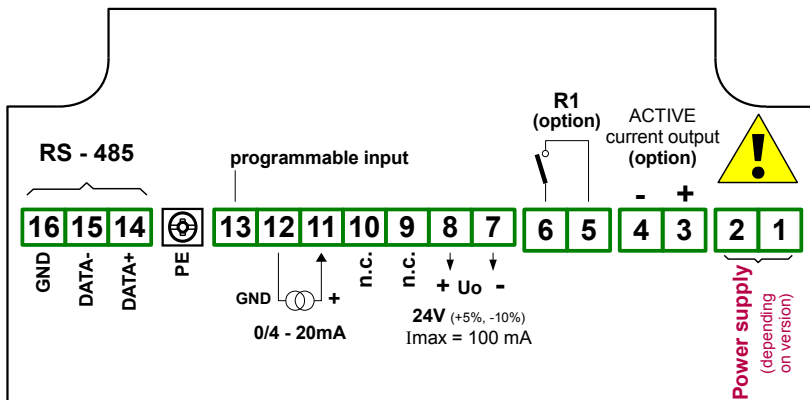 R1
(option)
ACTIVE
current output
(option)
RS - 485
programmable input
- +
16 15 14 13 12 11 10 9 8 7 6 5 4 3 2 1
GND
DATA-
DATA+
PE
n.c.
n.c.
GND +
0/4 - 20mA
+ Uo -
24V (+5%, -10%)
Imax = 100 mA
Power supply
(depending
on version)